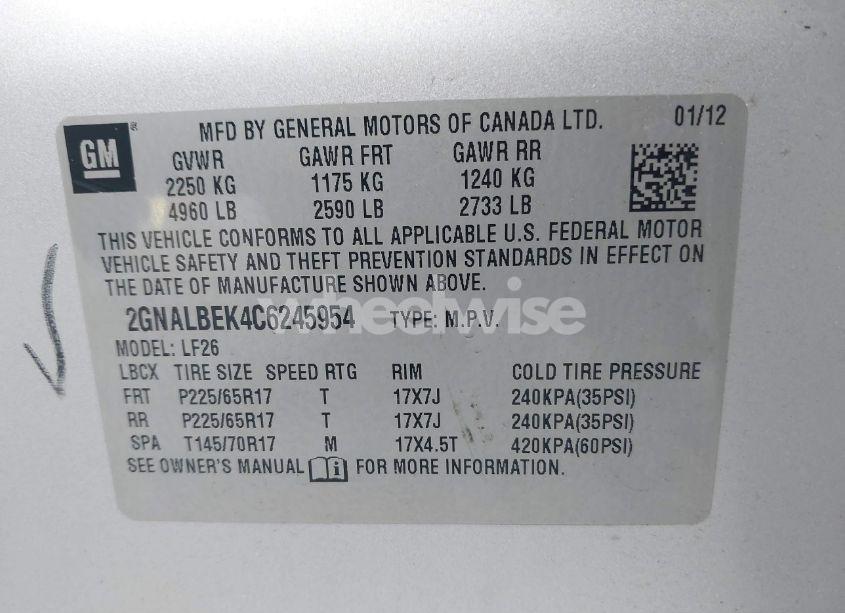 GM
MFD BY GENERAL MOTORS OF CANADA LTD. 01/12
GVWR GAWR FRT GAWR RR
2250 KG 1175 KG 1240 KG
4960 LB 2590 LB 2733 LB
THIS VEHICLE CONFORMS TO ALL APPLICABLE U.S. FEDERAL MOTOR
VEHICLE SAFETY AND THEFT PREVENTION STANDARDS IN EFFECT ON
THE DATE OF MANUFACTURE SHOWN ABOVE.
wheelwise
2GNALBEK4C6245954 TYPE: M.P.V.
MODEL: LF26
LBCX TIRE SIZE SPEED RTG RIM COLD TIRE PRESSURE
FRT P225/65R17 T 17X7J 240KPA(35PSI)
RR P225/65R17 T 17X7J 240KPA(35PSI)
SPA T145/70R17 M 17X4.5T 420KPA(60PSI)
SEE OWNER'S MANUAL FOR MORE INFORMATION.